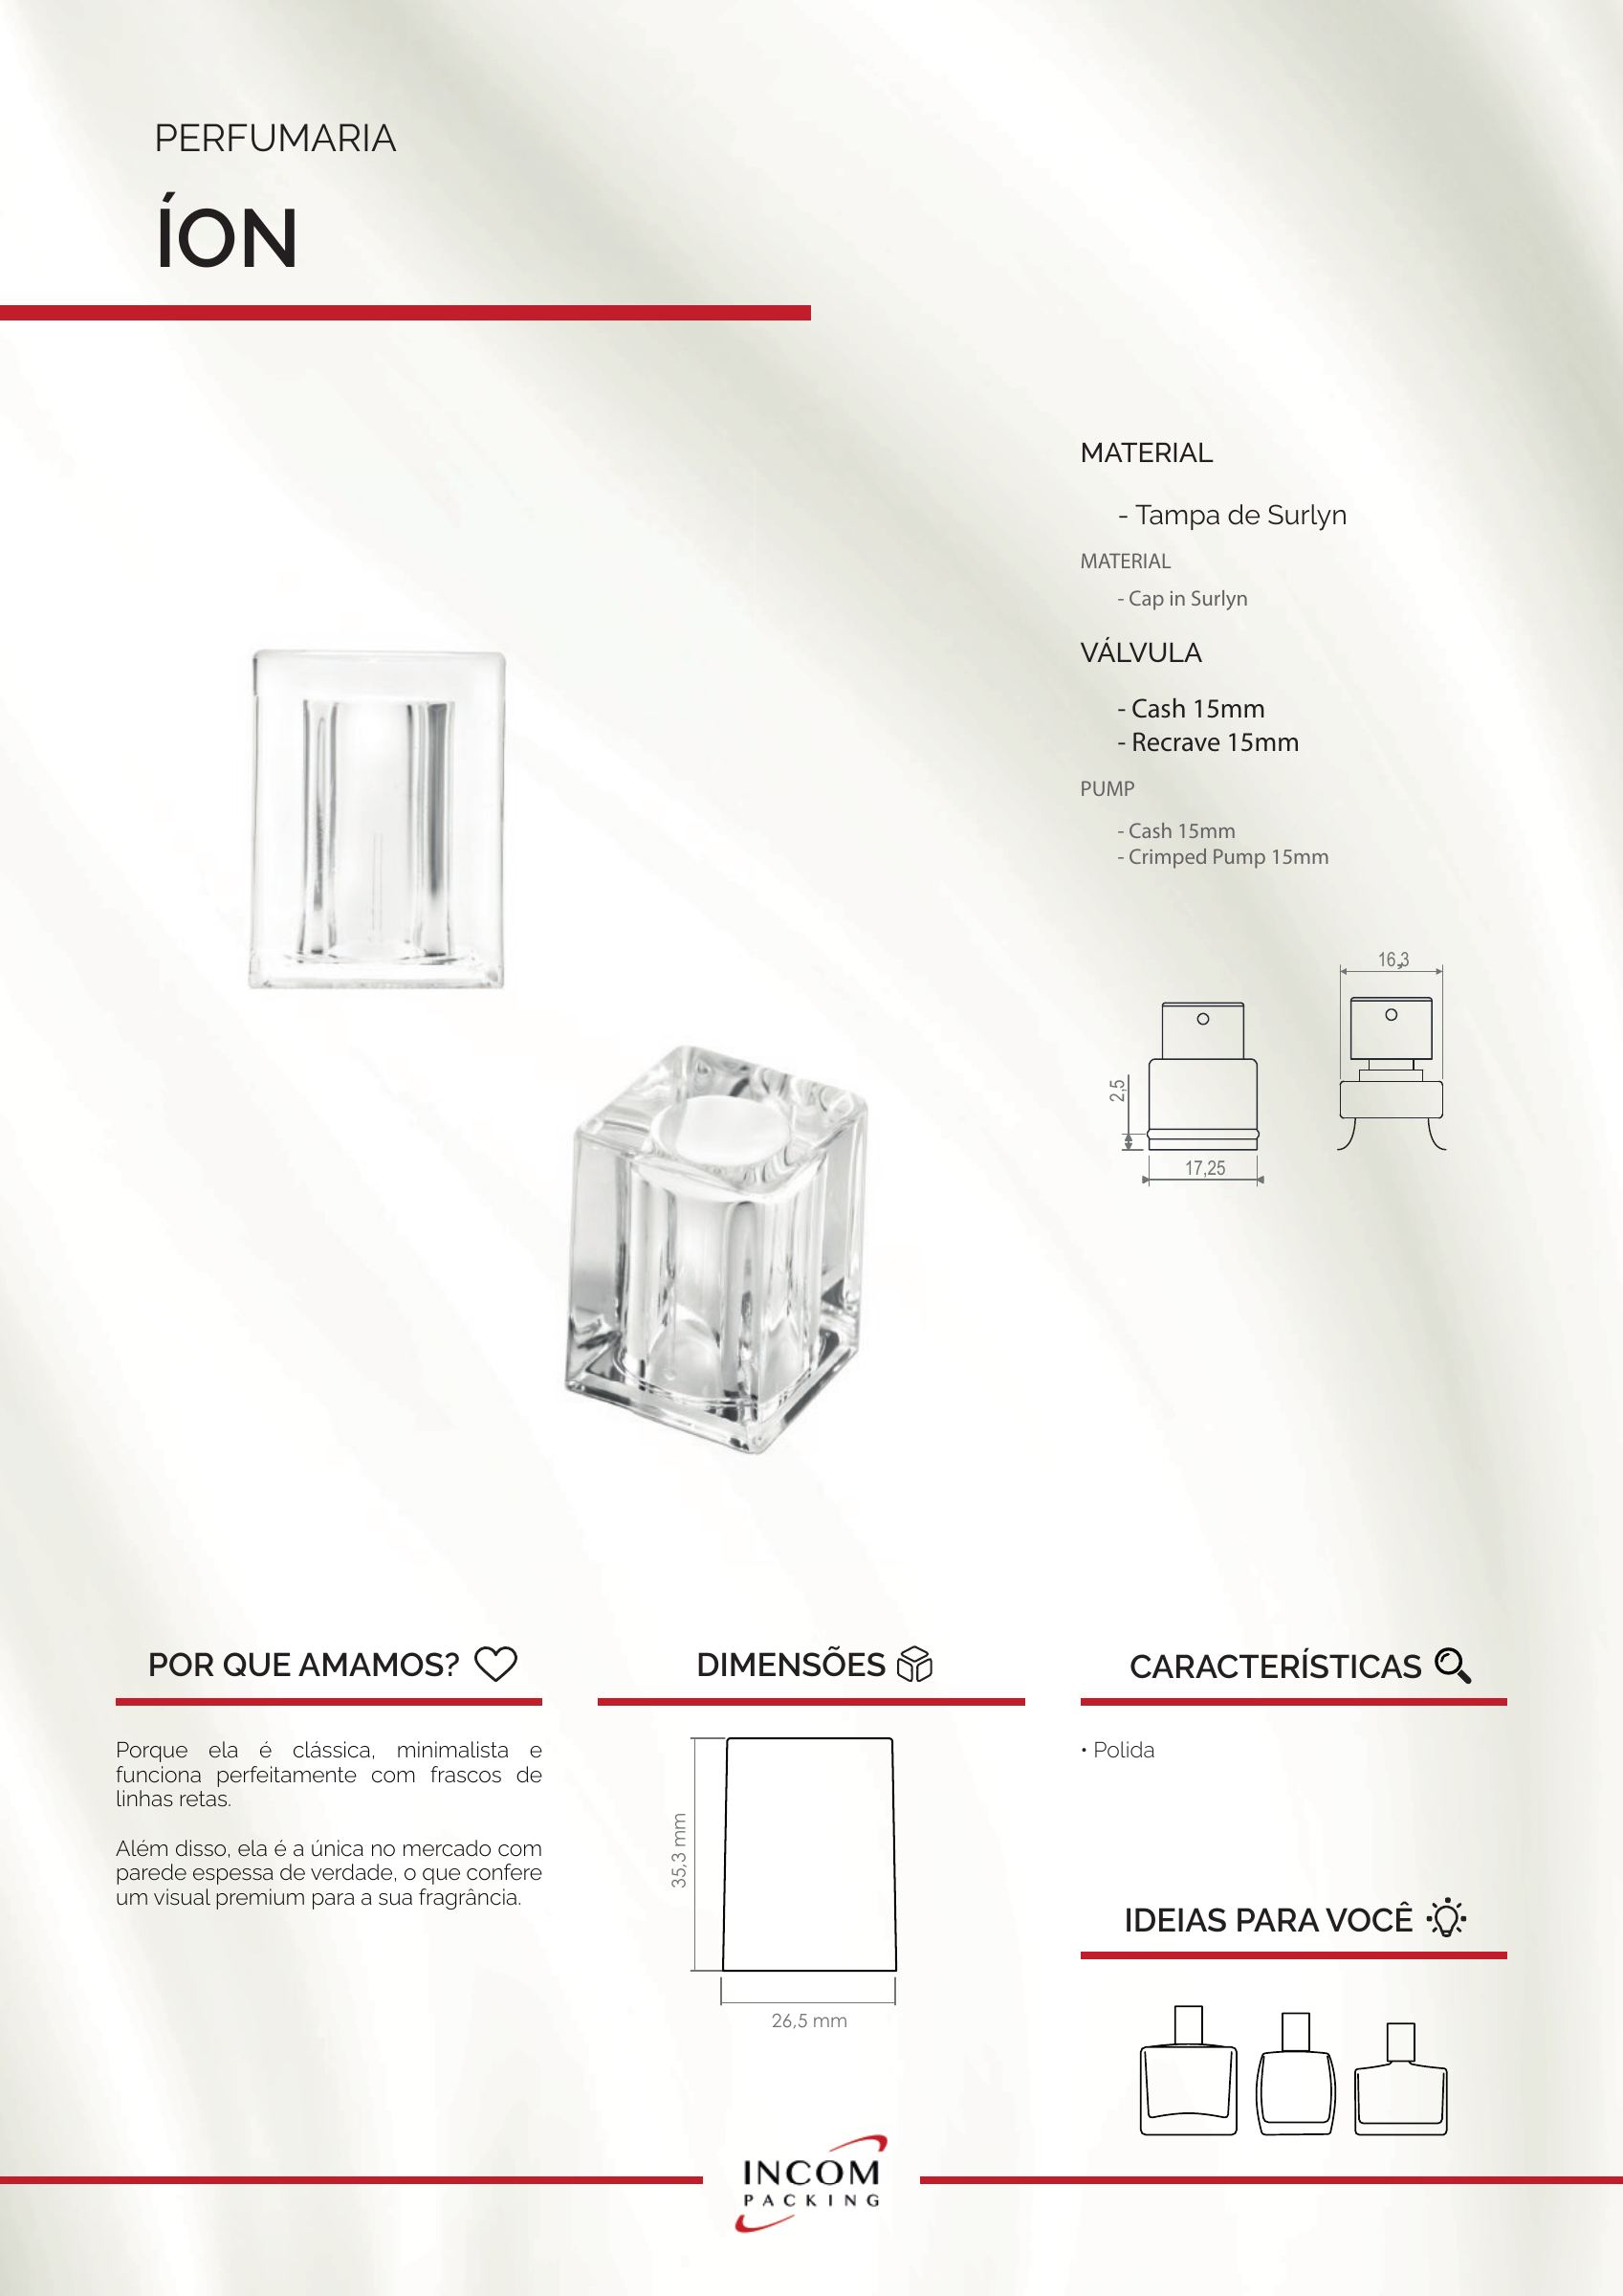 PERFUMARIA
ÍON
MATERIAL
- Tampa de Surlyn
MATERIAL
- Cap in Surlyn
VÁLVULA
- Cash 15mm
- Recrave 15mm
PUMP
- Cash 15mm
- Crimped Pump 15mm
16,3
2,5
17,25
POR QUE AMAMOS?
Porque ela é clássica, minimalista e
funciona perfeitamente com frascos de
linhas retas.
Além disso, ela é a única no mercado com
parede espessa de verdade, o que confere
um visual premium para a sua fragrância.
DIMENSÕES
35,3 mm
26,5 mm
CARACTERÍSTICAS
• Polida
IDEIAS PARA VOCÊ
INCOM
PACKING